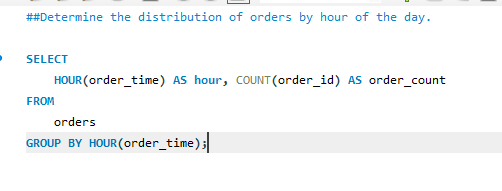 ##Determine the distribution of orders by hour of the day.
SELECT
HOUR(order_time) AS hour, COUNT(order_id) AS order_count
FROM
orders
GROUP BY HOUR(order_time);